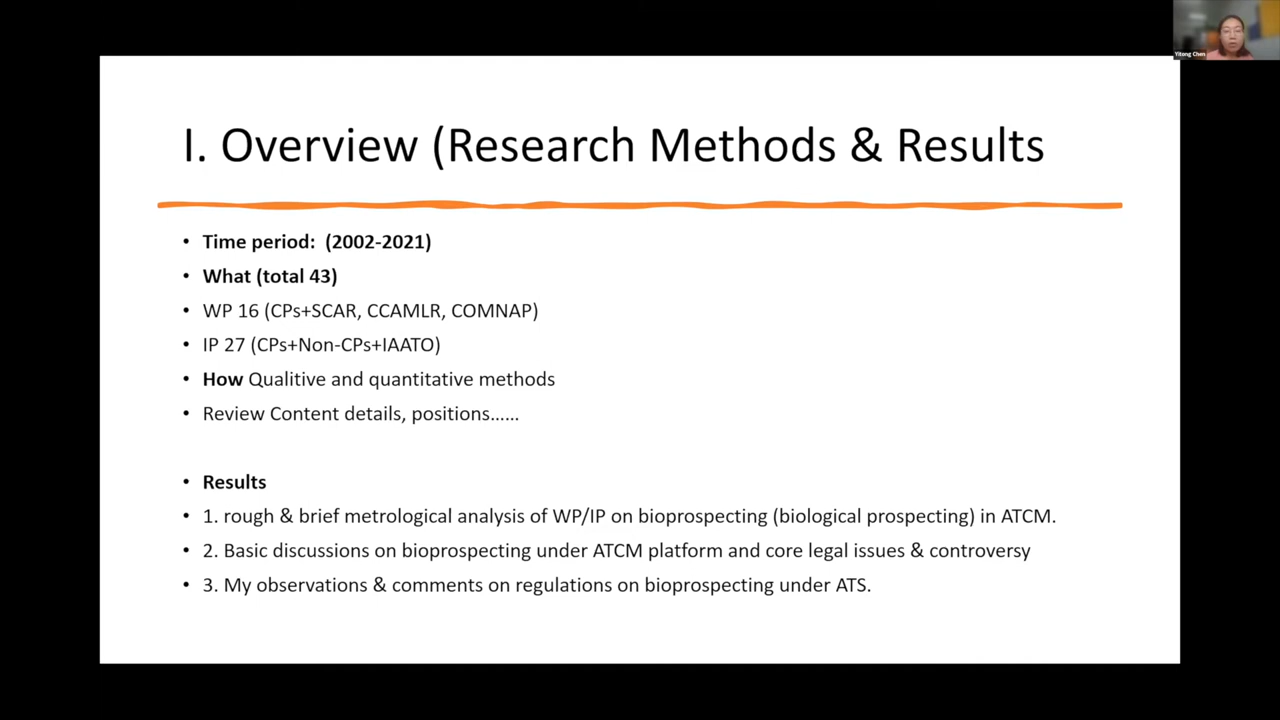 Yitong Chen
I. Overview (Research Methods & Results
• Time period: (2002-2021)
• What (total 43)
• WP 16 (CPs+SCAR, CCAMLR, COMNAP)
• IP 27 (CPs+Non-CPs+IAATO)
• How Qualitive and quantitative methods
• Review Content details, positions......
• Results
• 1. rough & brief metrological analysis of WP/IP on bioprospecting (biological prospecting) in ATCM.
• 2. Basic discussions on bioprospecting under ATCM platform and core legal issues & controversy
• 3. My observations & comments on regulations on bioprospecting under ATS.